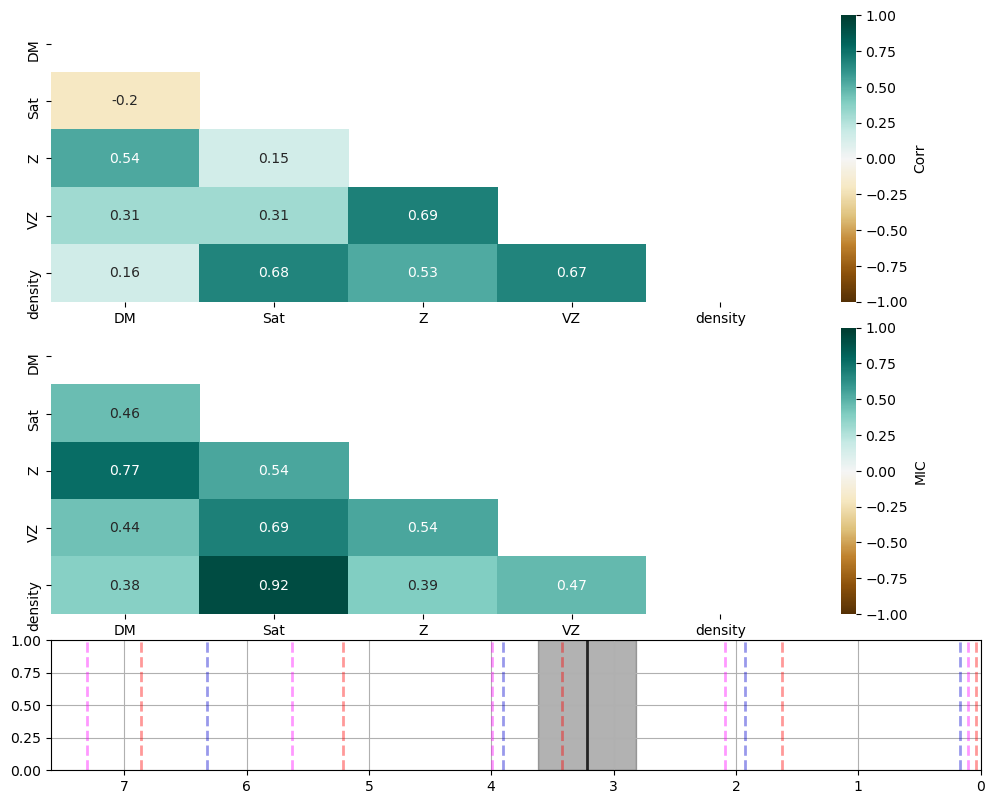 DM
Sat
Z
VZ
density
-0.2
0.54 0.15
0.31 0.31 0.69
0.16 0.68 0.53 0.67
DM Sat Z VZ density
1.00
0.75
0.50
0.25
0.00
−0.25
−0.50
−0.75
−1.00
Corr
DM
Sat
Z
VZ
density
0.46
0.77 0.54
0.44 0.69 0.54
0.38 0.92 0.39 0.47
DM Sat Z VZ density
1.00
0.75
0.50
0.25
0.00
−0.25
−0.50
−0.75
−1.00
MIC
1.00
0.75
0.50
0.25
0.00
7 6 5 4 3 2 1 0